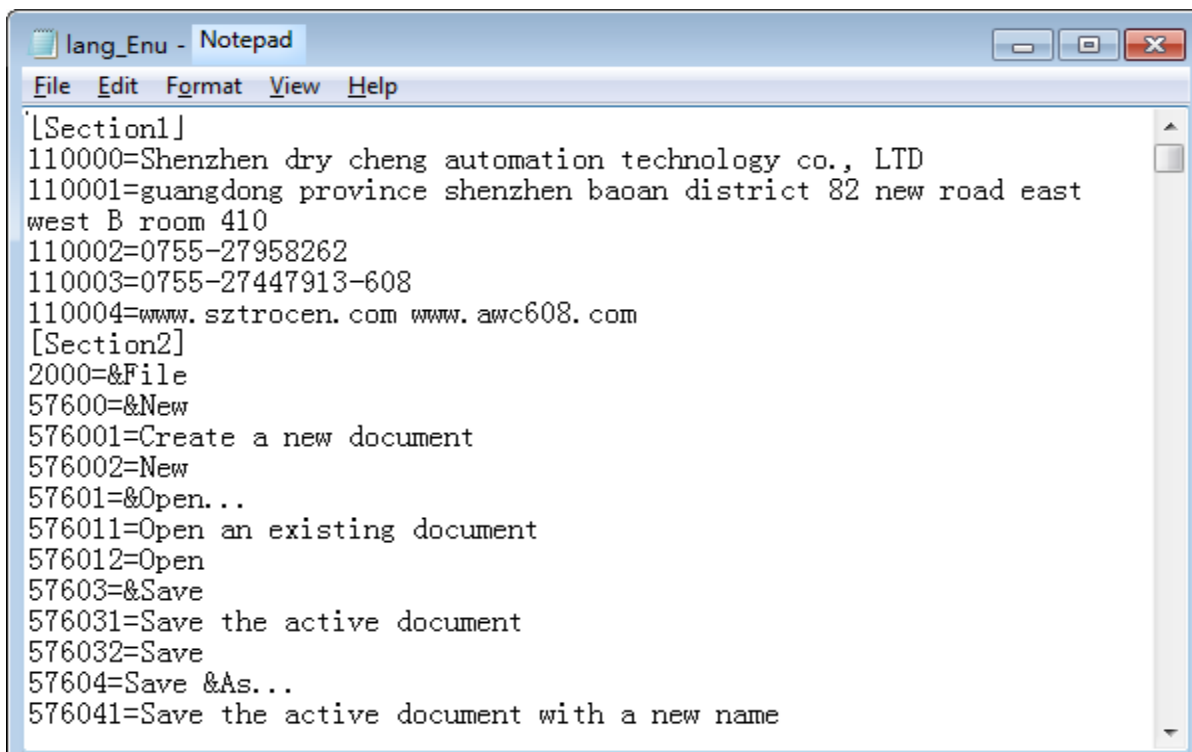 lang_Enu - Notepad
File Edit Format View Help
[Section1]
110000=Shenzhen dry cheng automation technology co., LTD
110001=guangdong province shenzhen baoan district 82 new road east
west B room 410
110002=0755-27958262
110003=0755-27447913-608
110004=www.sztrocen.com www.awc608.com
[Section2]
2000=&File
57600=&New
576001=Create a new document
576002=New
57601=&Open...
576011=Open an existing document
576012=Open
57603=&Save
576031=Save the active document
576032=Save
57604=Save &As...
576041=Save the active document with a new name